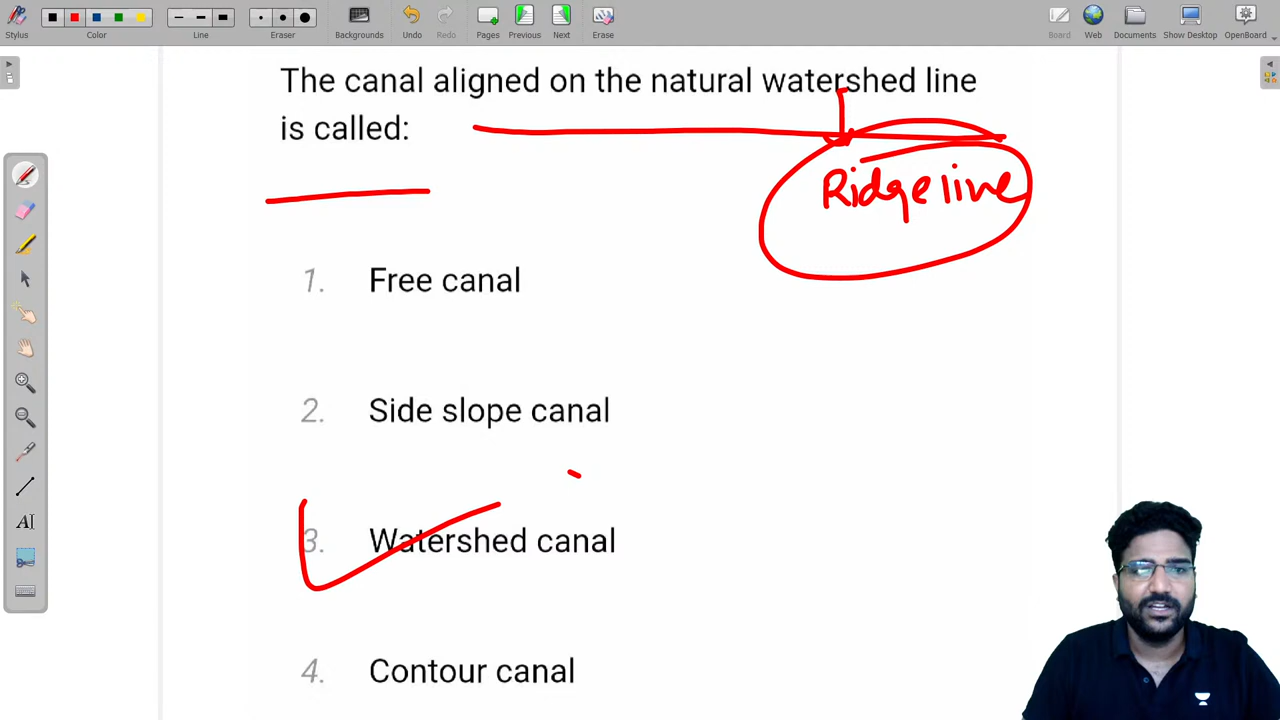 Stylus Color Line Eraser Backgrounds Undo Redo Pages Previous Next Erase Board Web Documents Show Desktop OpenBoard
The canal aligned on the natural watershed line
is called:
Ridge line
1. Free canal
2. Side slope canal
3. Watershed canal
4. Contour canal
AI